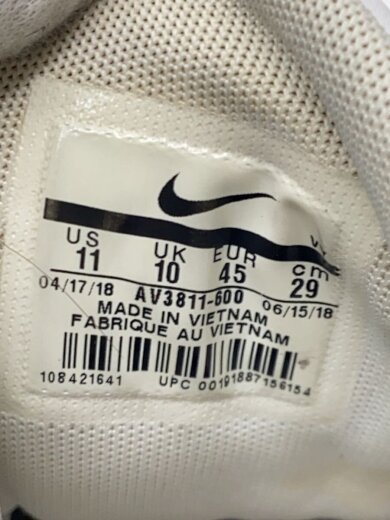 US UK EUR cm
11 10 45 29
04/17/18 AV3811-600 06/15/18
MADE IN VIETNAM
FABRIQUE AU VIETNAM
108421641 UPC 00191887156154